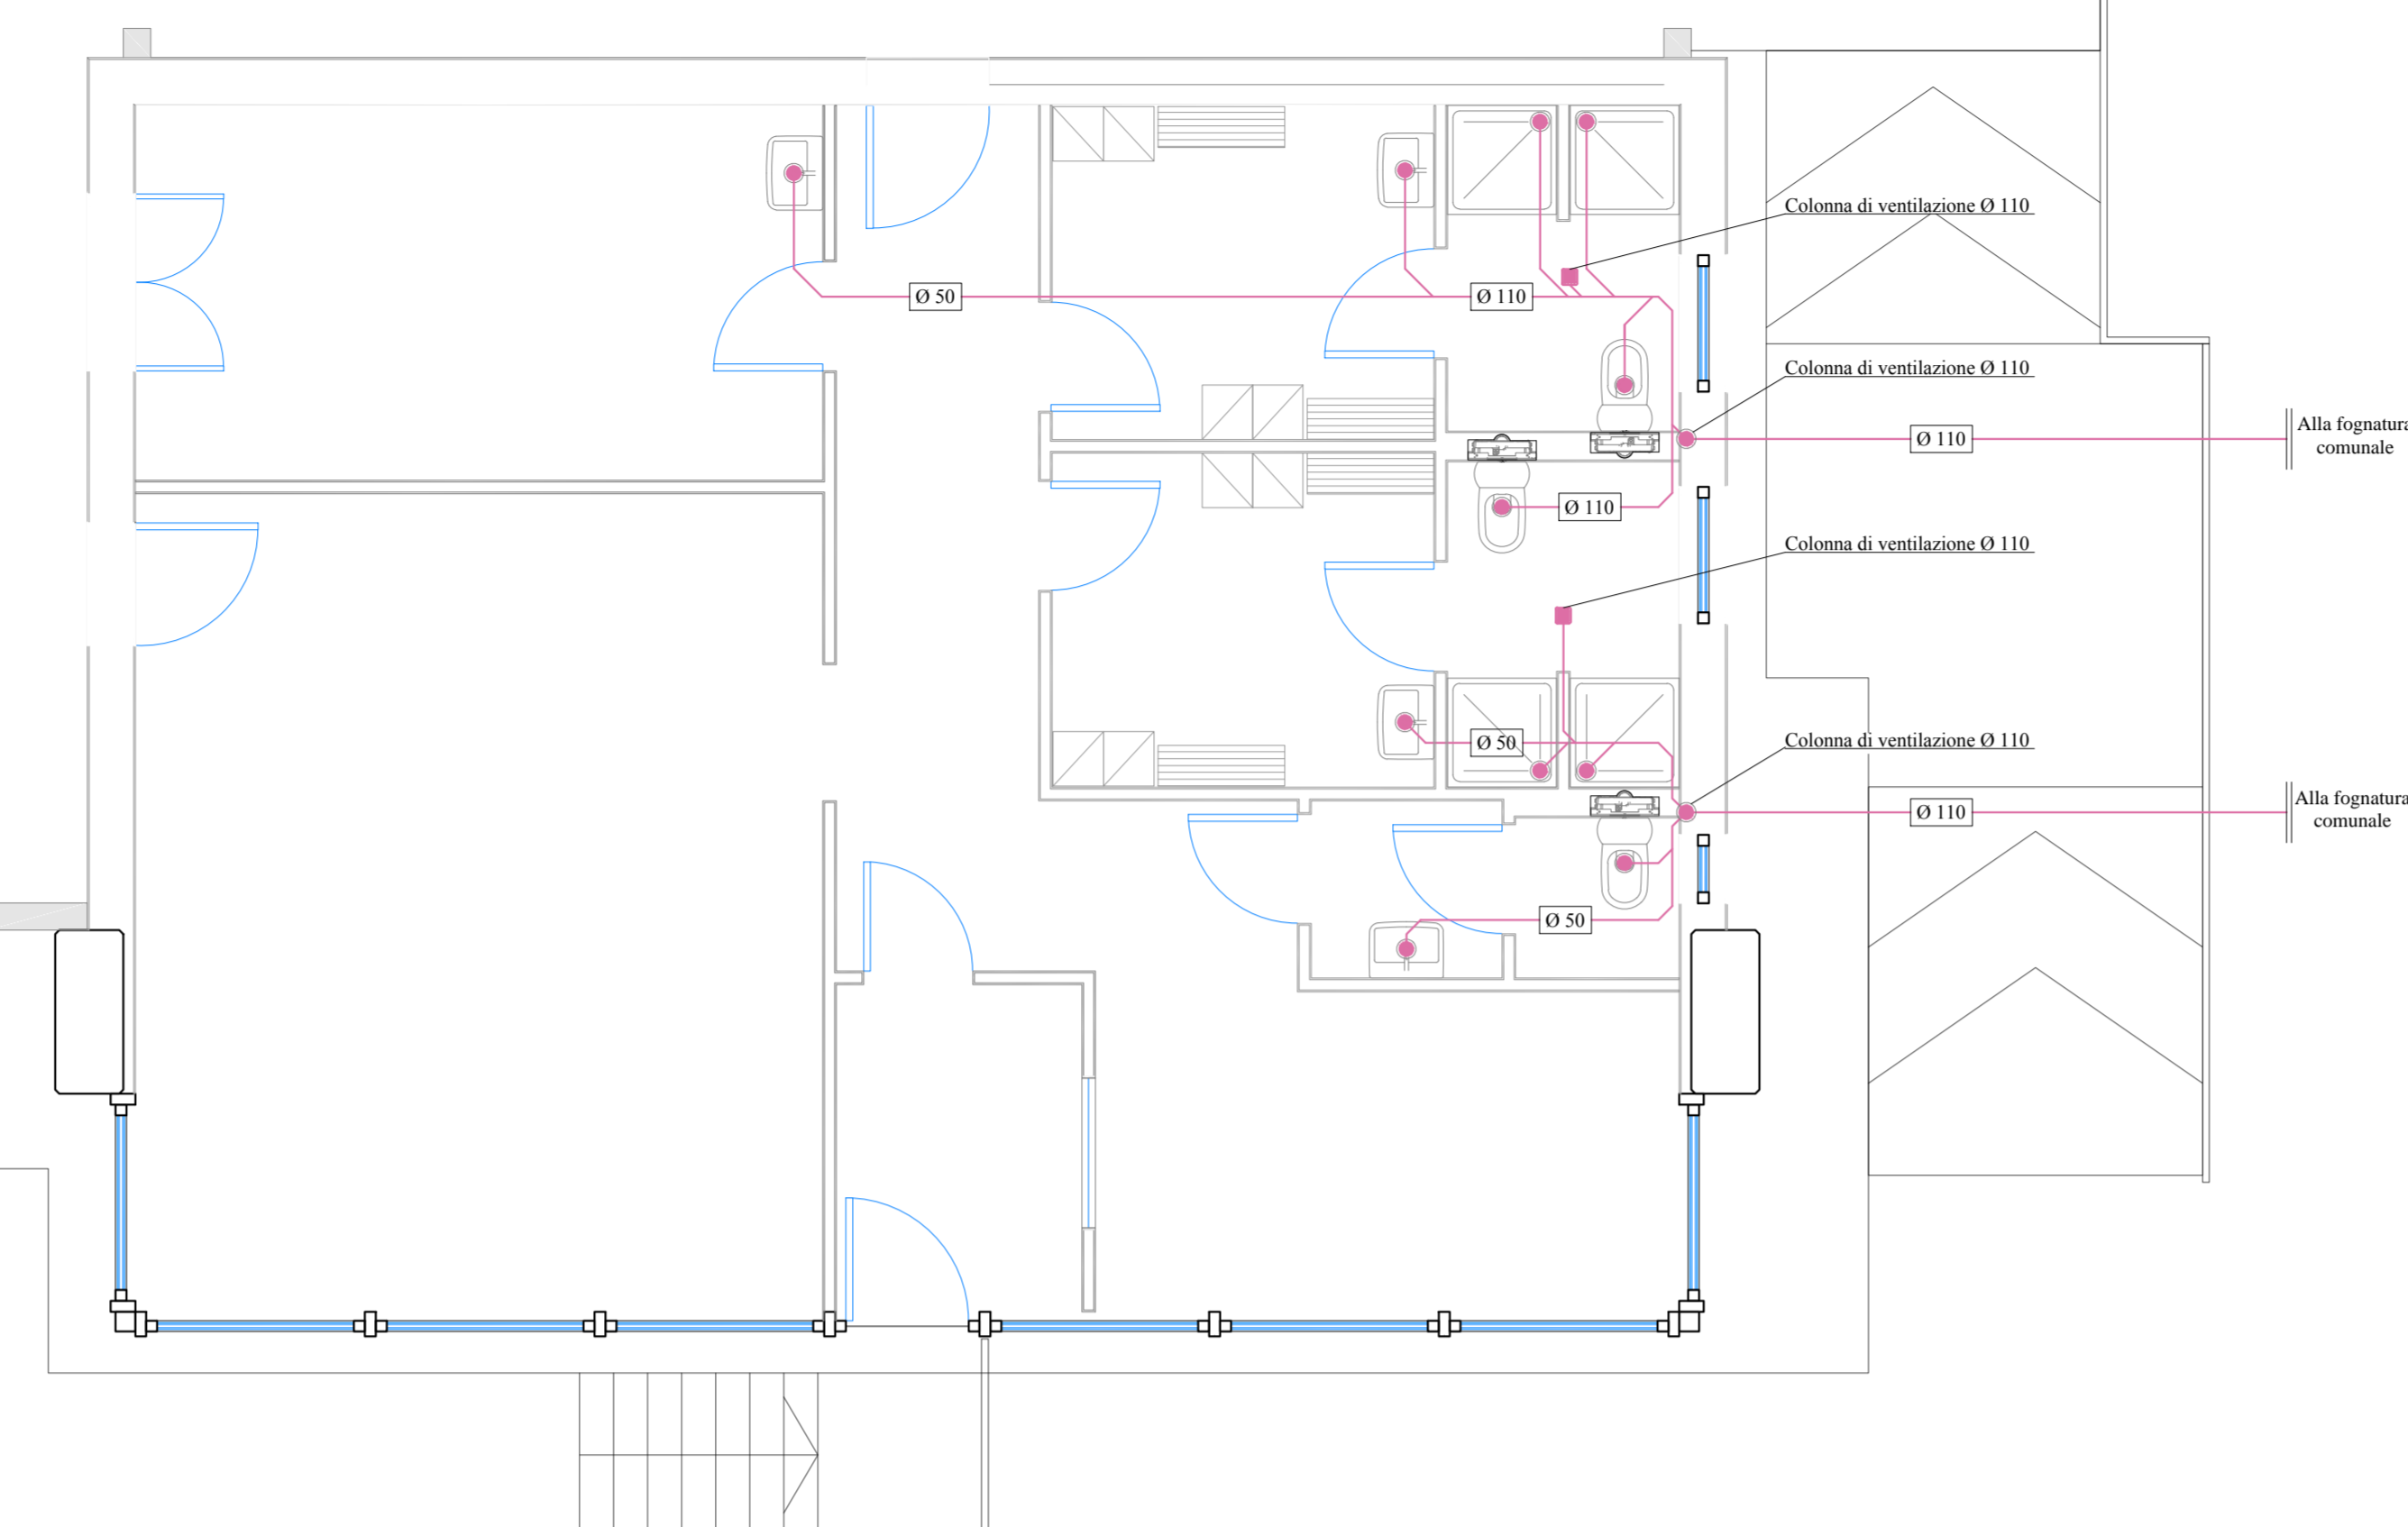 Colonna di ventilazione Ø 110
Ø 50
Ø 110
Colonna di ventilazione Ø 110
Ø 110
Alla fognatura
comunale
Ø 110
Colonna di ventilazione Ø 110
Colonna di ventilazione Ø 110
Ø 50
Ø 110
Alla fognatura
comunale
Ø 50